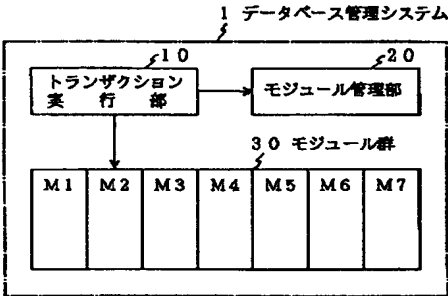 1 データベース管理システム
10
トランザクション
実行部
20
モジュール管理部
30 モジュール群
M1 M2 M3 M4 M5 M6 M7